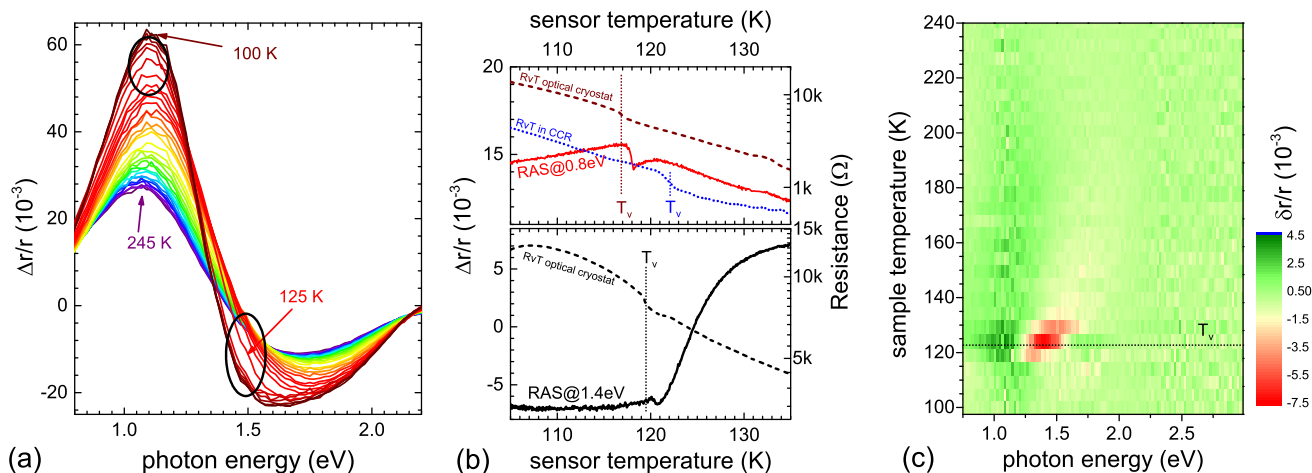 60
40
20
0
-20
Δr/r (10⁻³)
100 K
245 K
125 K
1.0
1.5
2.0
photon energy (eV)
(a)
sensor temperature (K)
110
120
130
20
15
10
RvT optical cryostat
RvT in CCR
RAS@0.8eV
Tᵥ
Tᵥ
10k
1k
Δr/r (10⁻³)
Resistance (Ω)
5
0
-5
RvT optical cryostat
Tᵥ
RAS@1.4eV
15k
10k
5k
110
120
130
sensor temperature (K)
(b)
240
220
200
180
160
140
120
100
sample temperature (K)
Tᵥ
1.0
1.5
2.0
2.5
photon energy (eV)
(c)
δr/r (10⁻³)
4.5
2.5
0.50
-1.5
-3.5
-5.5
-7.5